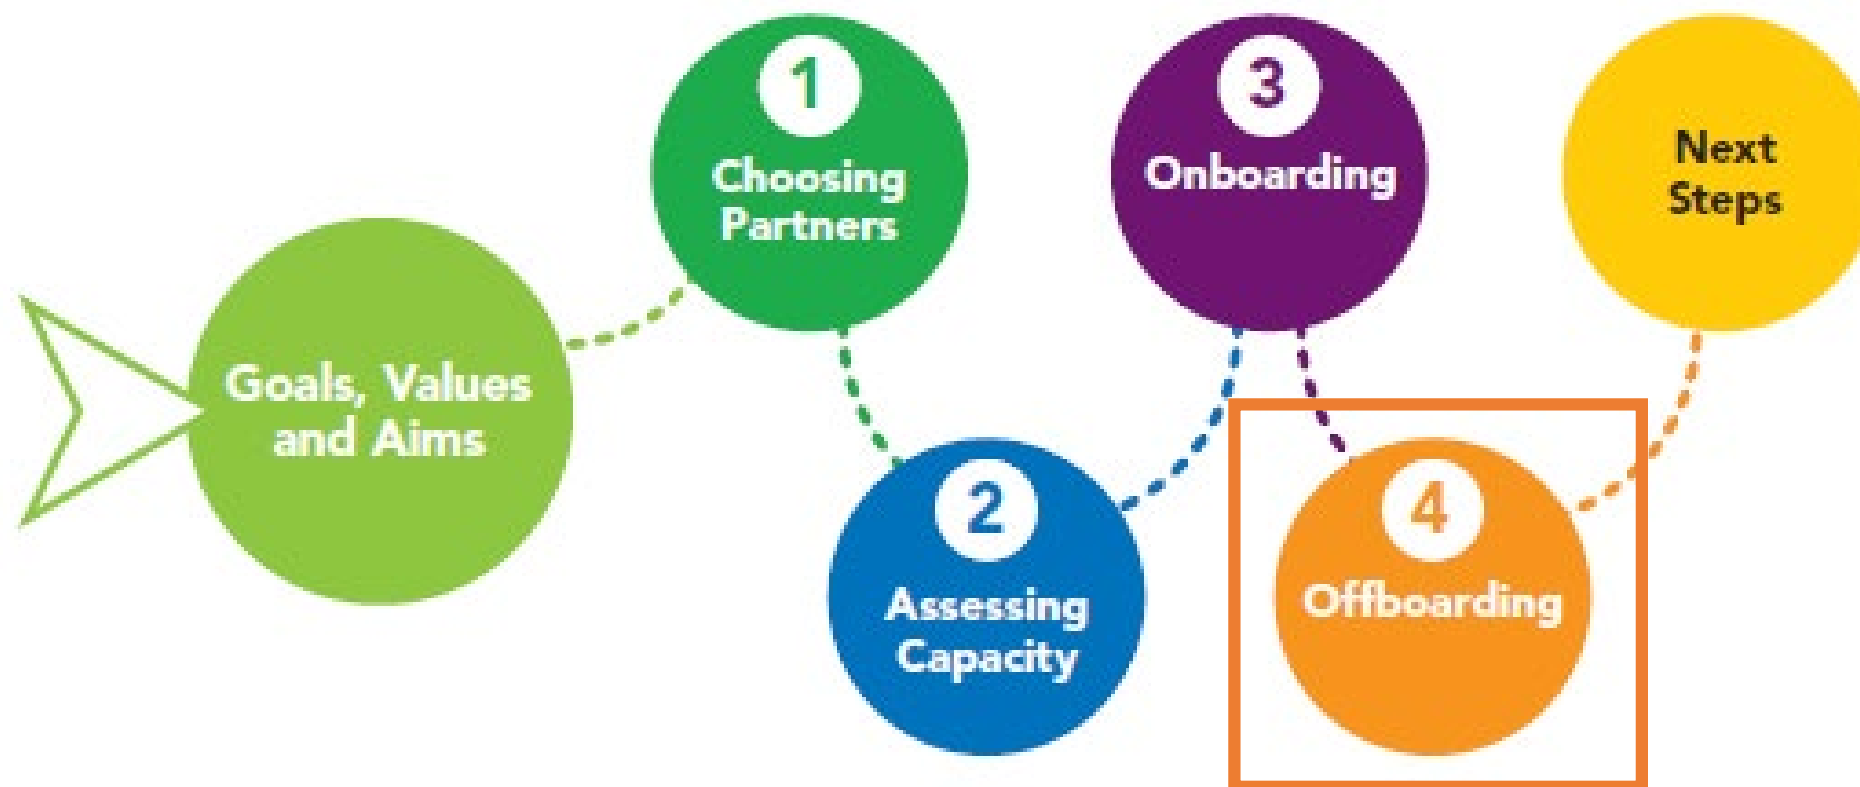 Goals, Values
and Aims
1
Choosing
Partners
2
Assessing
Capacity
3
Onboarding
4
Offboarding
Next
Steps